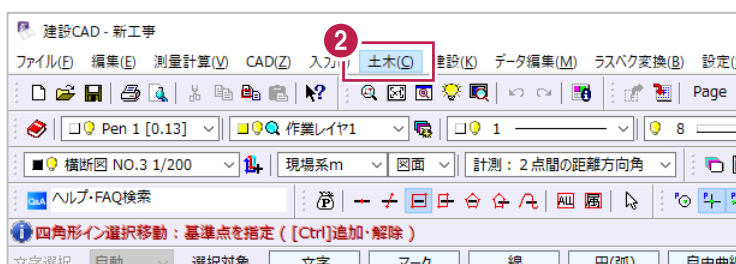 建設CAD - 新工事
2
ファイル(F) 編集(E) 測量計算(V) CAD(Z) 土木(C) 建設(K) データ編集(M) ラスベク変換(B) 設定
Page
Pen 1 [0.13] 作業レイヤ1 1 8
横断図 NO.3 1/200 現場系m 図面 計測 : 2点間の距離方向角
Q&A ヘルプ・FAQ検索 ALL 図
四角形イン選択移動 : 基準点を指定 ( [Ctrl]追加・解除 )
文字選択 自動 選択対象 文字 マーク 線 円(弧) 自由曲線